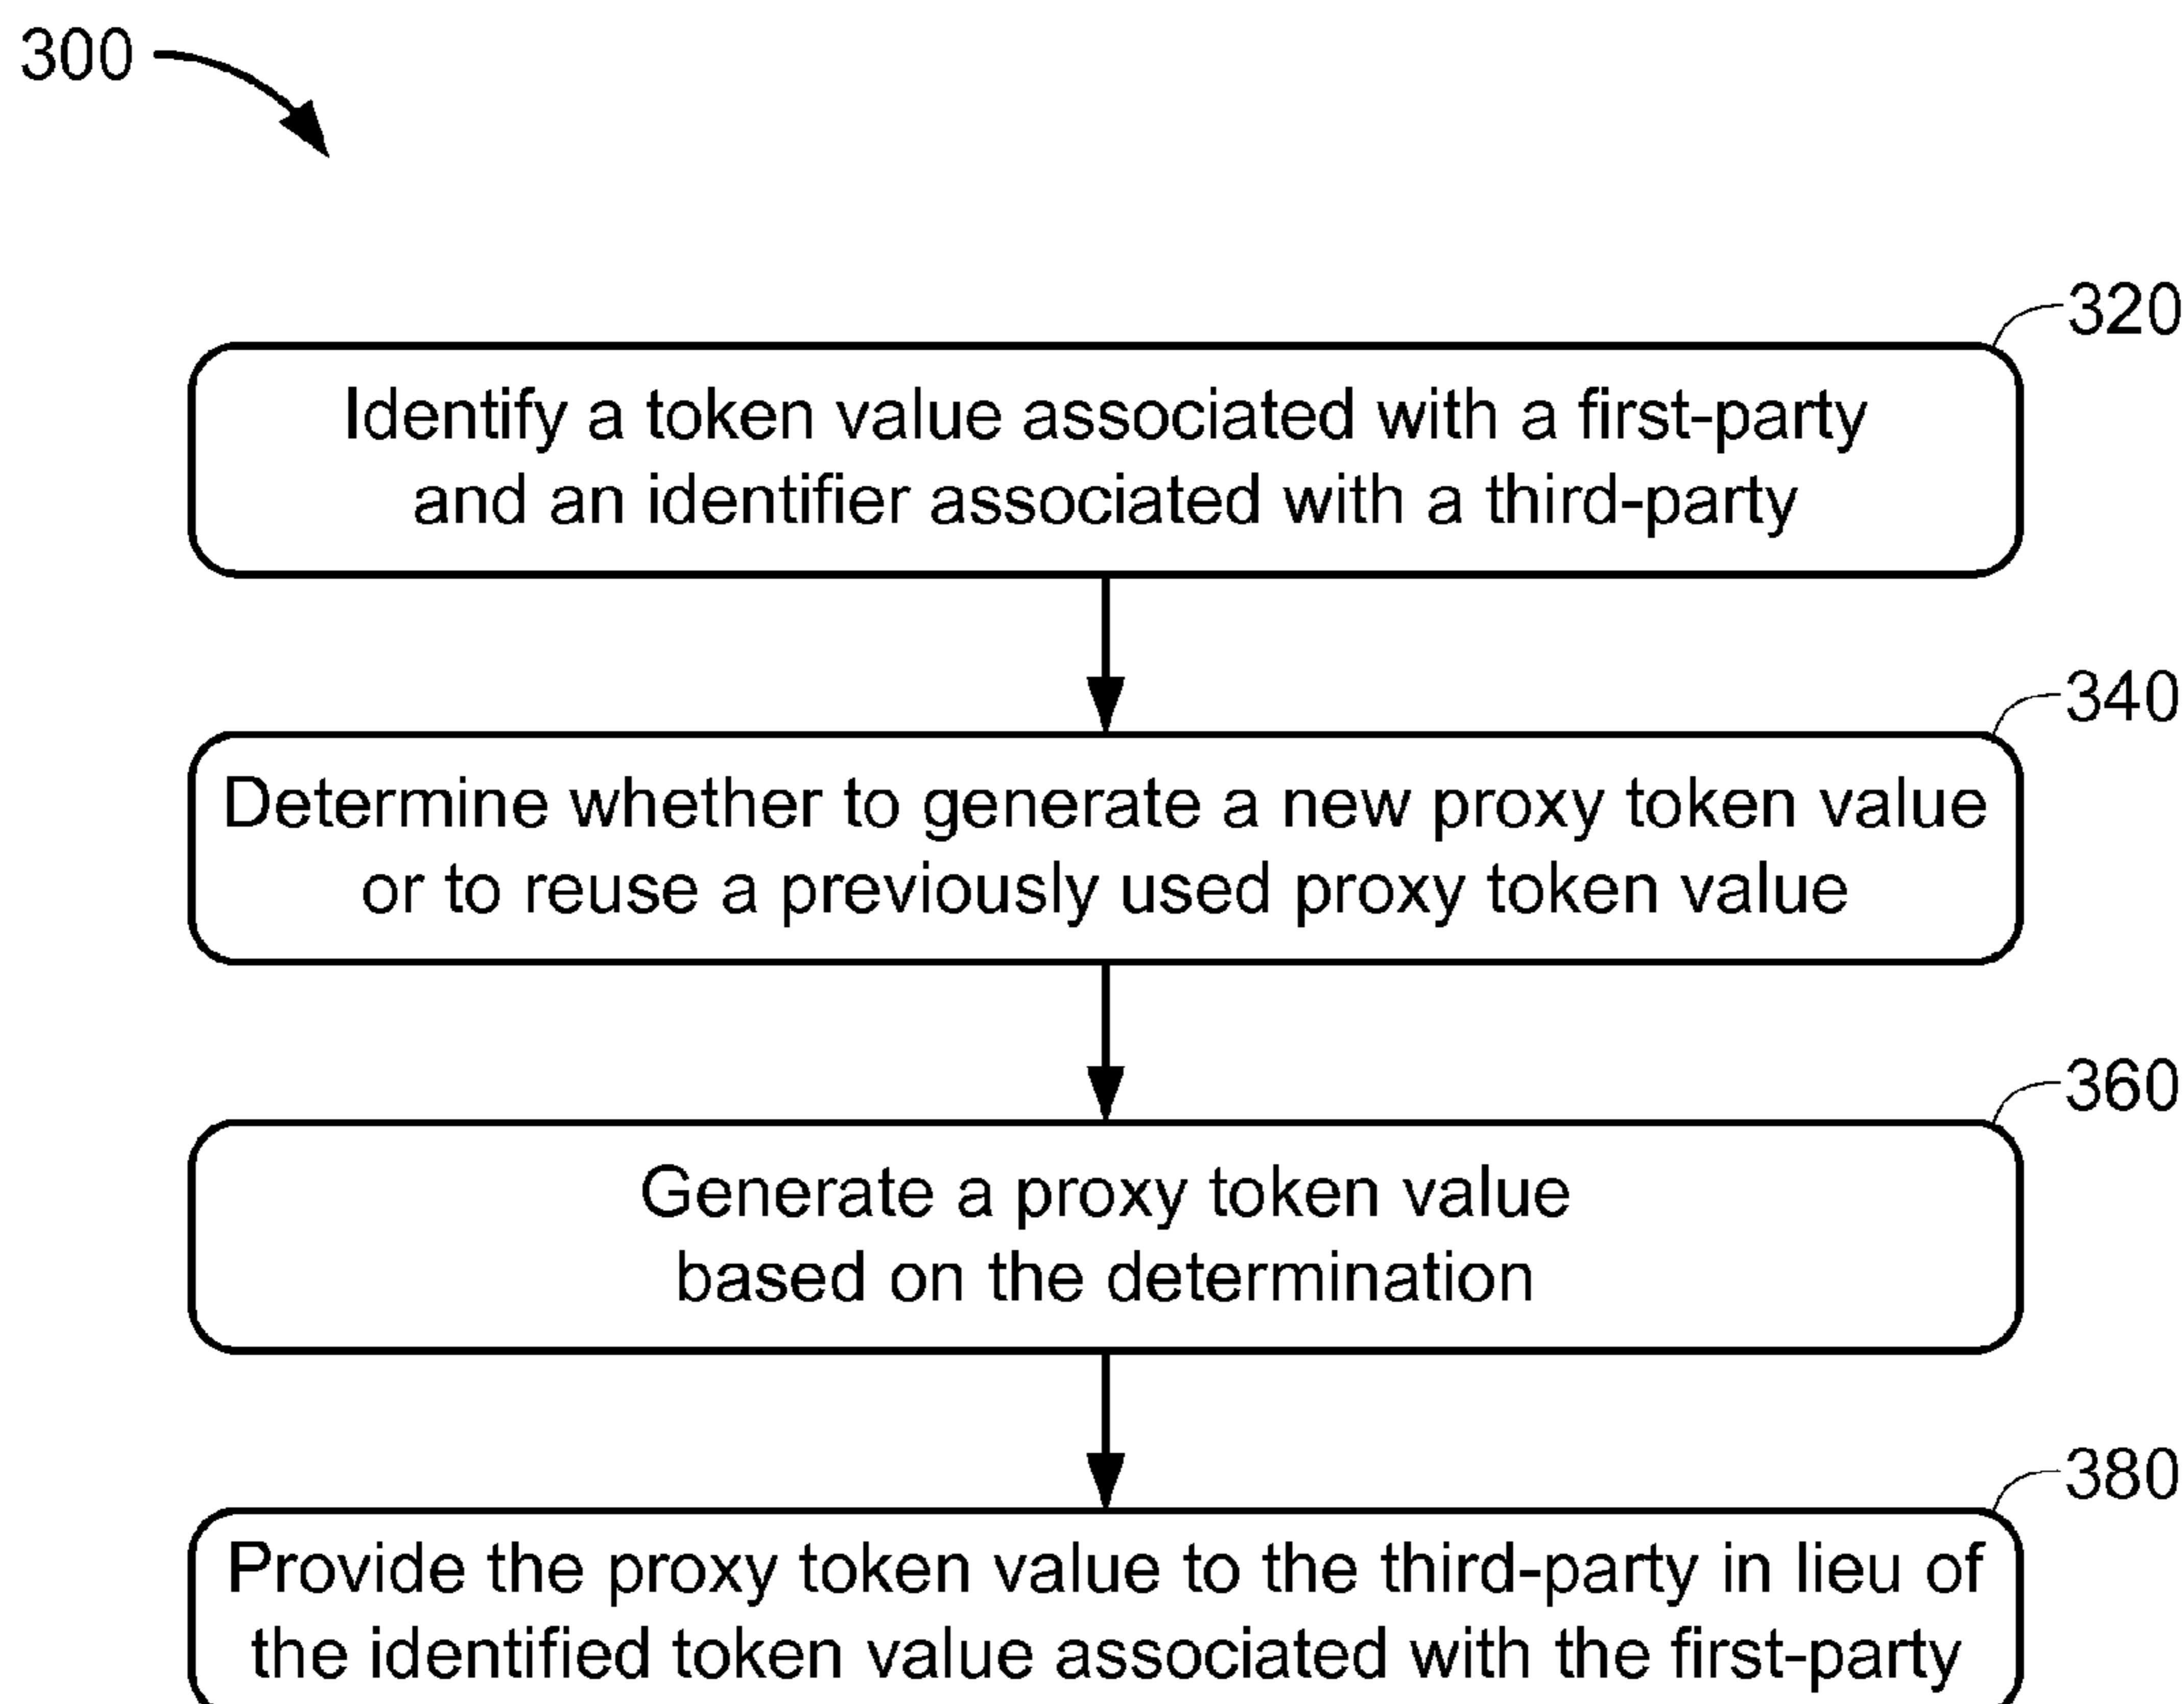 300
320
Identify a token value associated with a first-party
and an identifier associated with a third-party
340
Determine whether to generate a new proxy token value
or to reuse a previously used proxy token value
360
Generate a proxy token value
based on the determination
380
Provide the proxy token value to the third-party in lieu of
the identified token value associated with the first-party